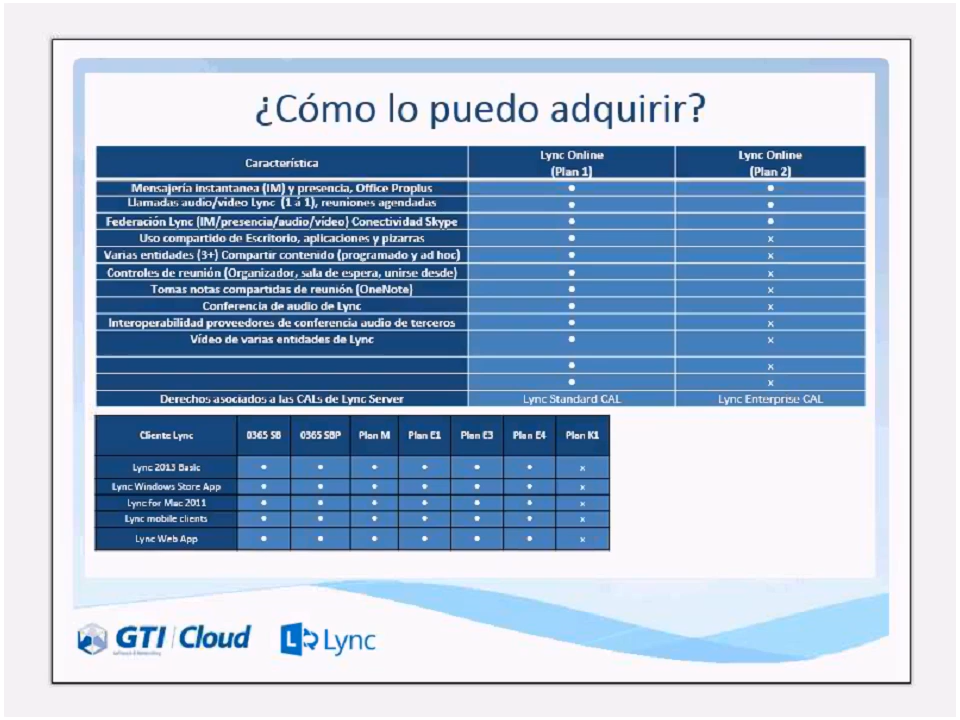 ¿Cómo lo puedo adquirir?
Característica Lync Online (Plan 1) Lync Online (Plan 2)
Mensajería instantanea (IM) y presencia, Office Proplus ● ●
Llamadas audio/video Lync (1 á 1), reuniones agendadas ● ●
Federación Lync (IM/presencia/audio/video) Conectividad Skype ● ●
Uso compartido de Escritorio, aplicaciones y pizarras ● x
Varias entidades (3+) Compartir contenido (programado y ad hoc) ● x
Controles de reunión (Organizador, sala de espera, unirse desde) ● x
Tomas notas compartidas de reunión (OneNote) ● x
Conferencia de audio de Lync ● x
Interoperabilidad proveedores de conferencia audio de terceros ● x
Vídeo de varias entidades de Lync ● x
● x
● x
Derechos asociados a las CALs de Lync Server Lync Standard CAL Lync Enterprise CAL
Cliente Lync 0365 SB 0365 SBP Plan M Plan E1 Plan E3 Plan E4 Plan K1
Lync 2013 Basic ● ● ● ● ● ● x
Lync Windows Store App ● ● ● ● ● ● x
Lync for Mac 2011 ● ● ● ● ● ● x
Lync mobile clients ● ● ● ● ● ● x
Lync Web App ● ● ● ● ● ● x
GTI Cloud
Lync